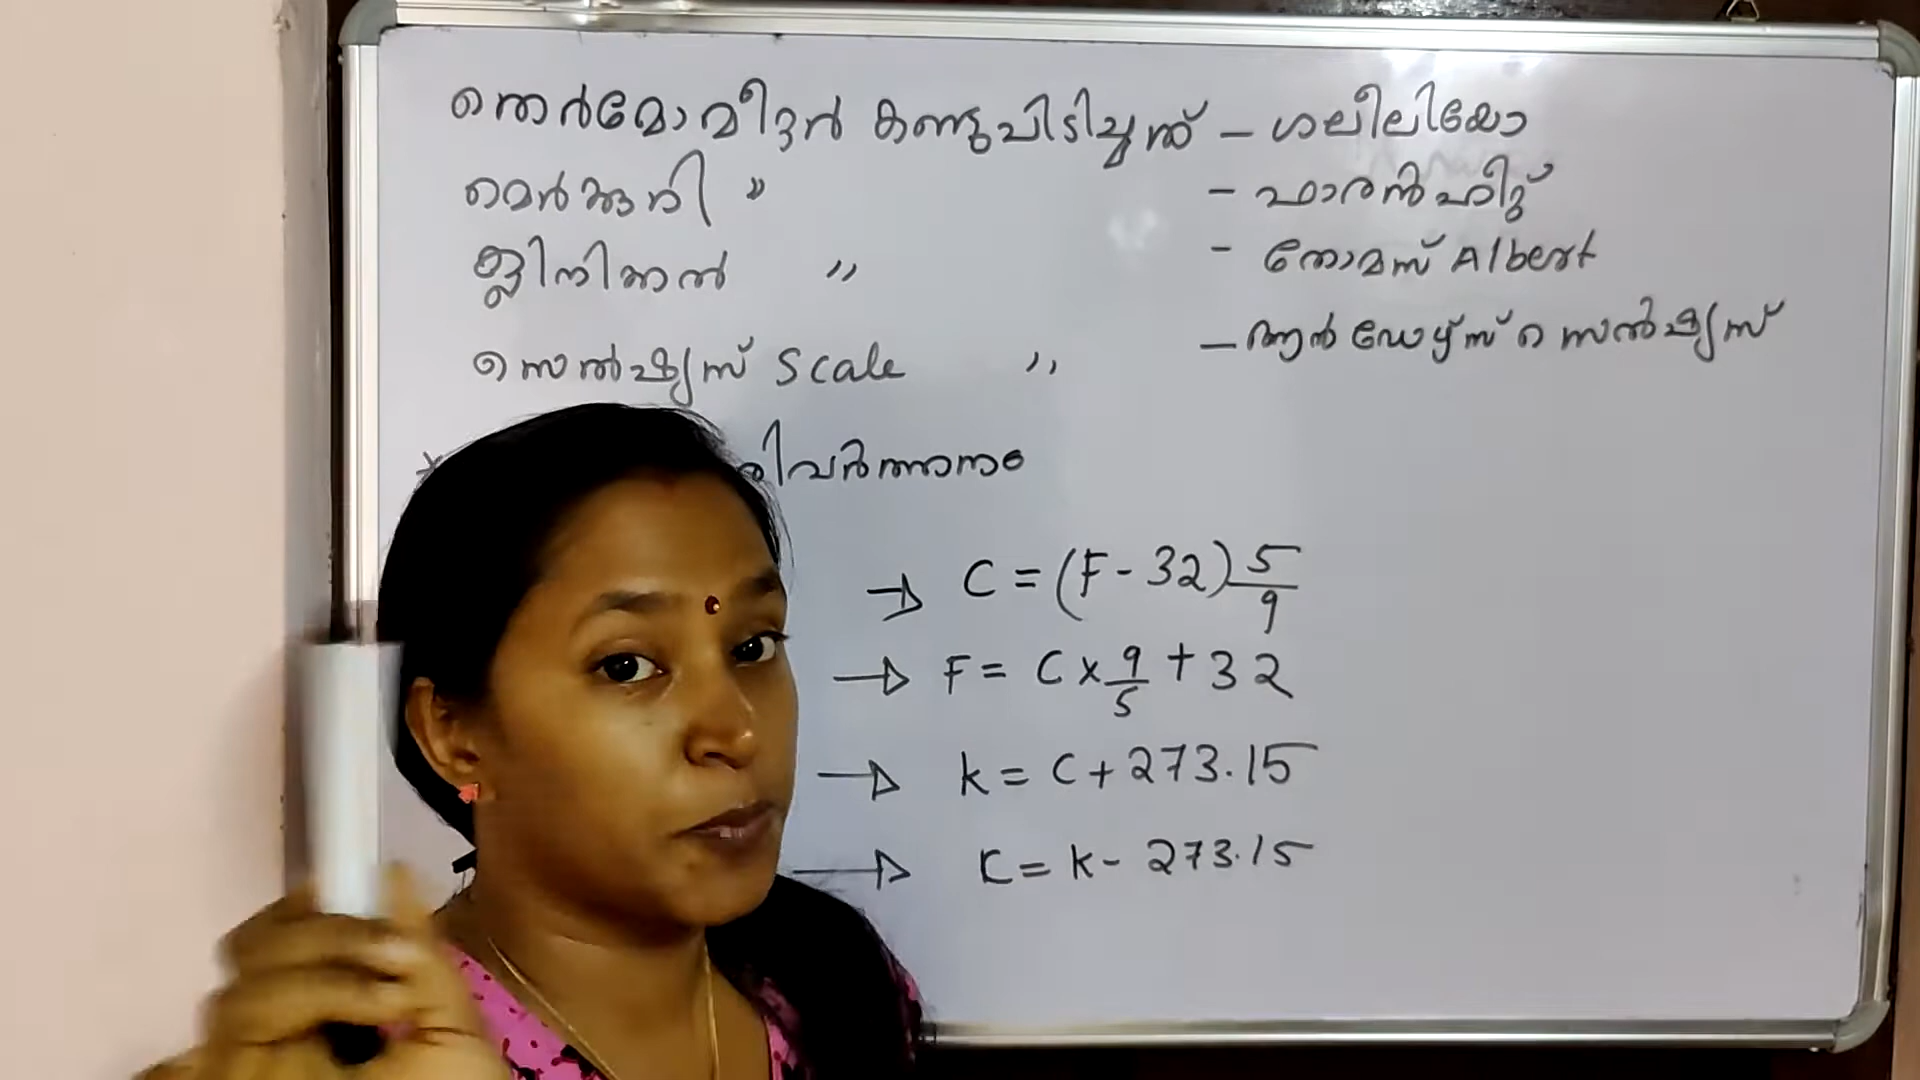 തെർമോമീറ്റർ കണ്ടുപിടിച്ചത് - ഗലീലിയോ
മെർക്കുറി " - ഫാരൻഹീറ്റ്
ക്ലിനിക്കൽ " - തോമസ് Albert
സെൽഷ്യസ് Scale " - ആൻഡേഴ്സ് സെൽഷ്യസ്
* രിവർത്തനം
→ C = (F - 32) 5/9
→ F = C × 9/5 + 32
→ K = C + 273.15
→ C = K - 273.15